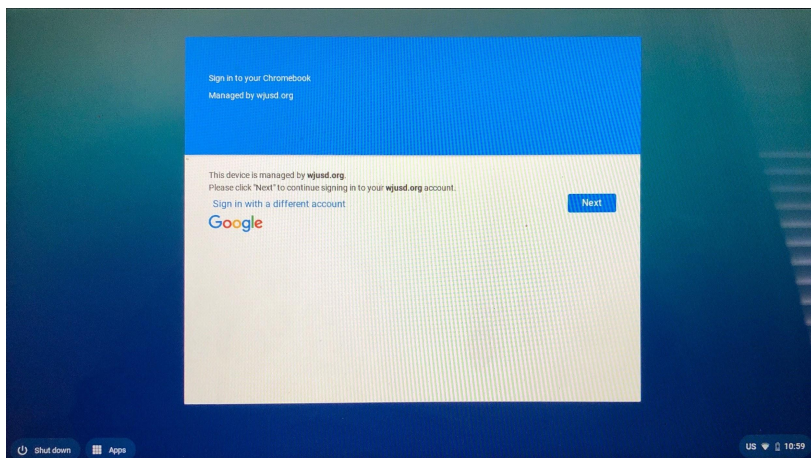 Sign in to your Chromebook
Managed by wjusd.org
This device is managed by wjusd.org.
Please click "Next" to continue signing in to your wjusd.org account.
Sign in with a different account
Next
Google
Shut down
Apps
US
10:59